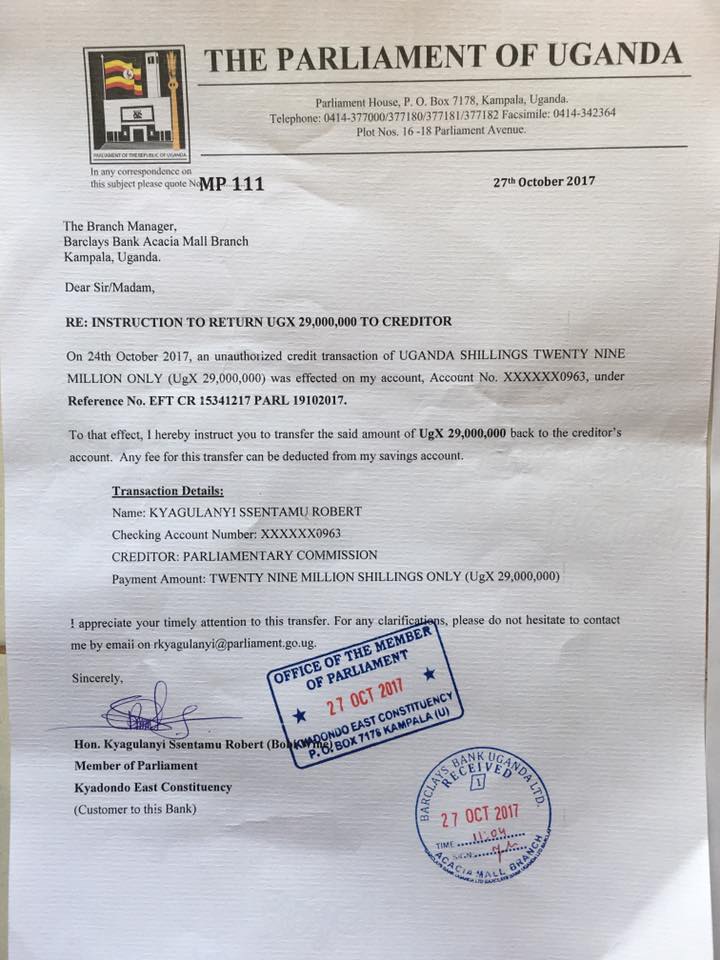 THE PARLIAMENT OF UGANDA
PARLIAMENT OF THE REPUBLIC OF UGANDA
Parliament House, P. O. Box 7178, Kampala, Uganda.
Telephone: 0414-377000/377180/377181/377182 Facsimile: 0414-342364
Plot Nos. 16 -18 Parliament Avenue.
In any correspondence on
this subject please quote No MP 111
27th October 2017
The Branch Manager,
Barclays Bank Acacia Mall Branch
Kampala, Uganda.
Dear Sir/Madam,
RE: INSTRUCTION TO RETURN UGX 29,000,000 TO CREDITOR
On 24th October 2017, an unauthorized credit transaction of UGANDA SHILLINGS TWENTY NINE
MILLION ONLY (UgX 29,000,000) was effected on my account, Account No. XXXXXX0963, under
Reference No. EFT CR 15341217 PARL 19102017.
To that effect, I hereby instruct you to transfer the said amount of UgX 29,000,000 back to the creditor's
account. Any fee for this transfer can be deducted from my savings account.
Transaction Details:
Name: KYAGULANYI SSENTAMU ROBERT
Checking Account Number: XXXXXX0963
CREDITOR: PARLIAMENTARY COMMISSION
Payment Amount: TWENTY NINE MILLION SHILLINGS ONLY (UgX 29,000,000)
I appreciate your timely attention to this transfer. For any clarifications, please do not hesitate to contact
me by email on rkyagulanyi@parliament.go.ug.
Sincerely,
OFFICE OF THE MEMBER
OF PARLIAMENT
27 OCT 2017
KYADONDO EAST CONSTITUENCY
P. O. BOX 7178 KAMPALA (U)
Hon. Kyagulanyi Ssentamu Robert (Bobi Wine)
Member of Parliament
Kyadondo East Constituency
(Customer to this Bank)
BARCLAYS BANK UGANDA LTD.
RECEIVED
1
27 OCT 2017
TIME 11:04
SIGN:
ACACIA MALL BRANCH